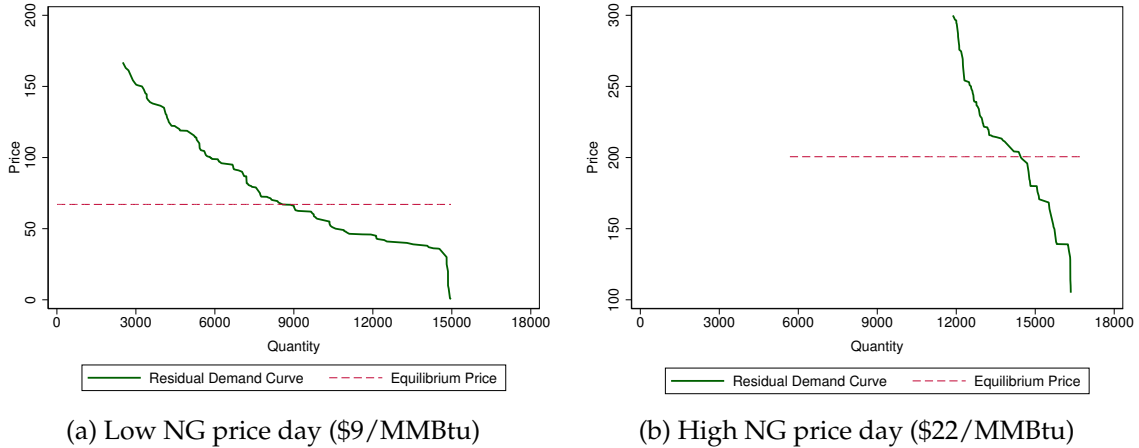 200
150
100
50
0
Price
0 3000 6000 9000 12000 15000 18000
Quantity
Residual Demand Curve Equilibrium Price
(a) Low NG price day ($9/MMBtu)
300
250
200
150
100
Price
0 3000 6000 9000 12000 15000 18000
Quantity
Residual Demand Curve Equilibrium Price
(b) High NG price day ($22/MMBtu)